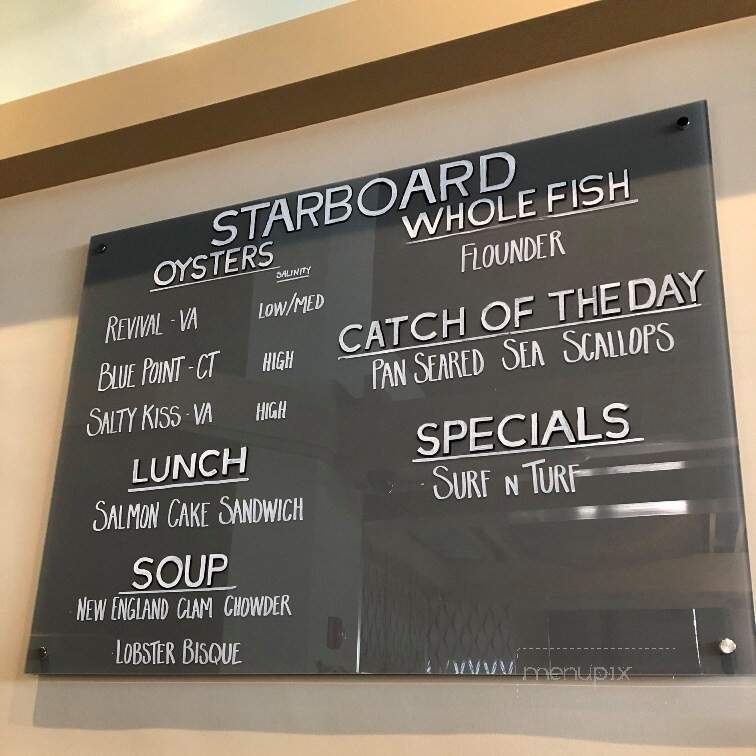 STARBOARD
OYSTERS
SALINITY
REVIVAL - VA LOW/MED
BLUE POINT - CT HIGH
SALTY KISS - VA HIGH
LUNCH
SALMON CAKE SANDWICH
SOUP
- NEW ENGLAND CLAM CHOWDER
- LOBSTER BISQUE
WHOLE FISH
FLOUNDER
CATCH OF THE DAY
PAN SEARED SEA SCALLOPS
SPECIALS
- SURF N TURF
menupix